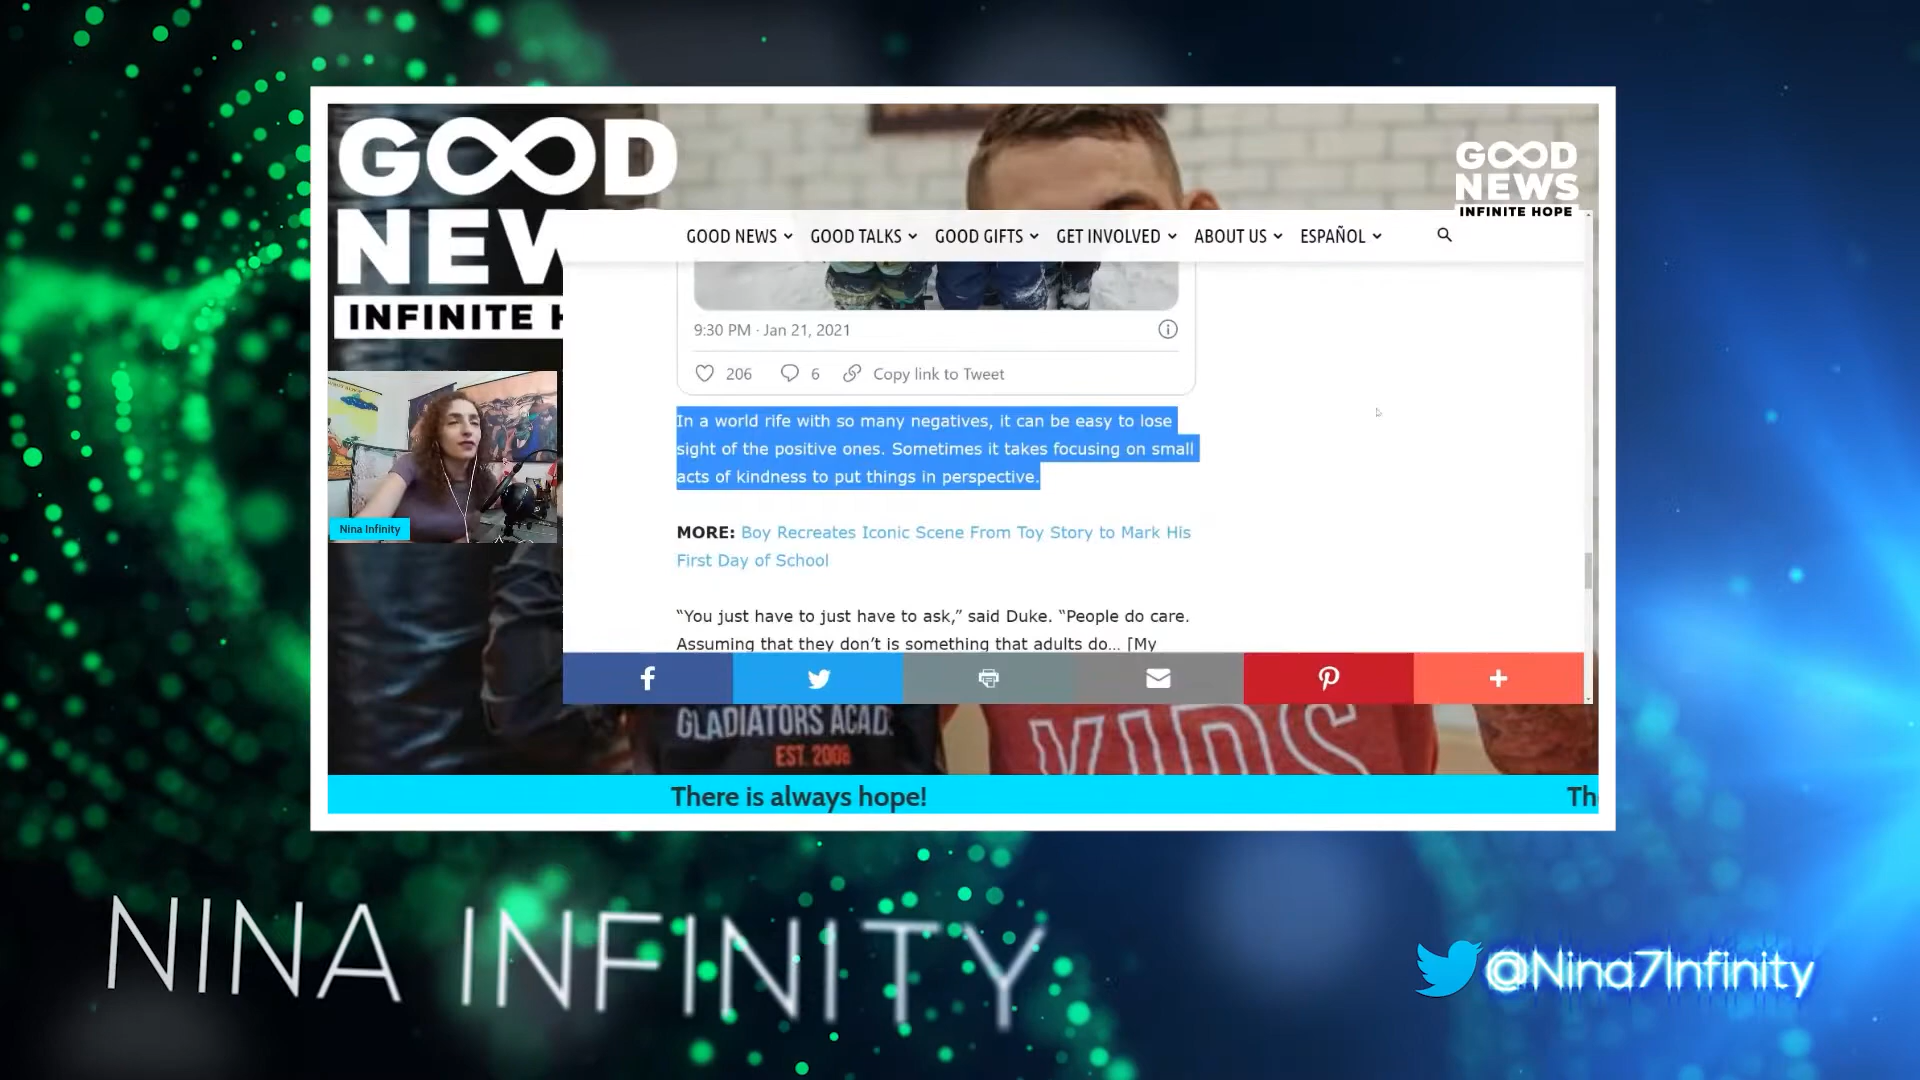 GOOD
NEWS
INFINITE H
GOOD
NEWS
INFINITE HOPE
GOOD NEWS GOOD TALKS GOOD GIFTS GET INVOLVED ABOUT US ESPAÑOL
9:30 PM · Jan 21, 2021
206 6 Copy link to Tweet
In a world rife with so many negatives, it can be easy to lose
sight of the positive ones. Sometimes it takes focusing on small
acts of kindness to put things in perspective.
MORE: Boy Recreates Iconic Scene From Toy Story to Mark His
First Day of School
“You just have to just have to ask,” said Duke. “People do care.
Assuming that they don’t is something that adults do... [My
Nina Infinity
GLADIATORS ACAD.
EST. 2008
KIDS
There is always hope!
Th
NINA INFINITY
@Nina7Infinity